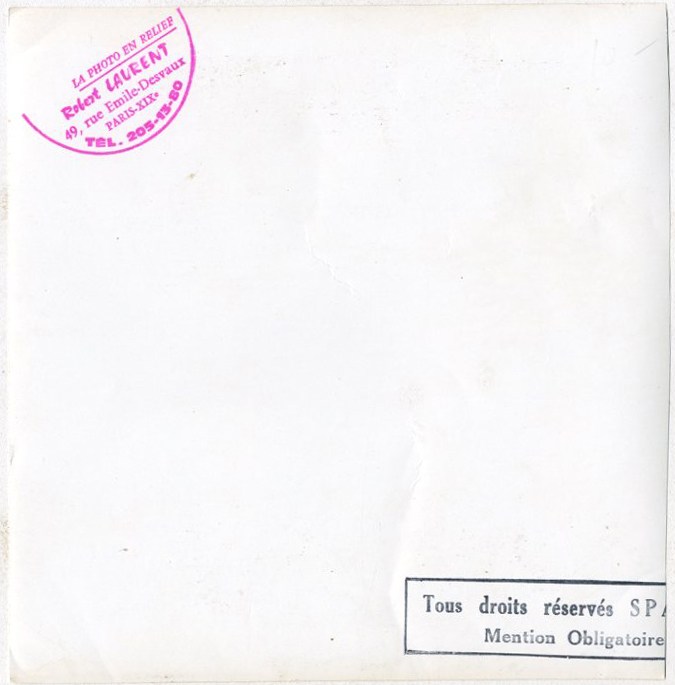 LA PHOTO EN RELIEF
Robert LAURENT
49, rue Emile-Desvaux
PARIS-XIXᵉ
TÉL. 205-13-80
Tous droits réservés SPA
Mention Obligatoire